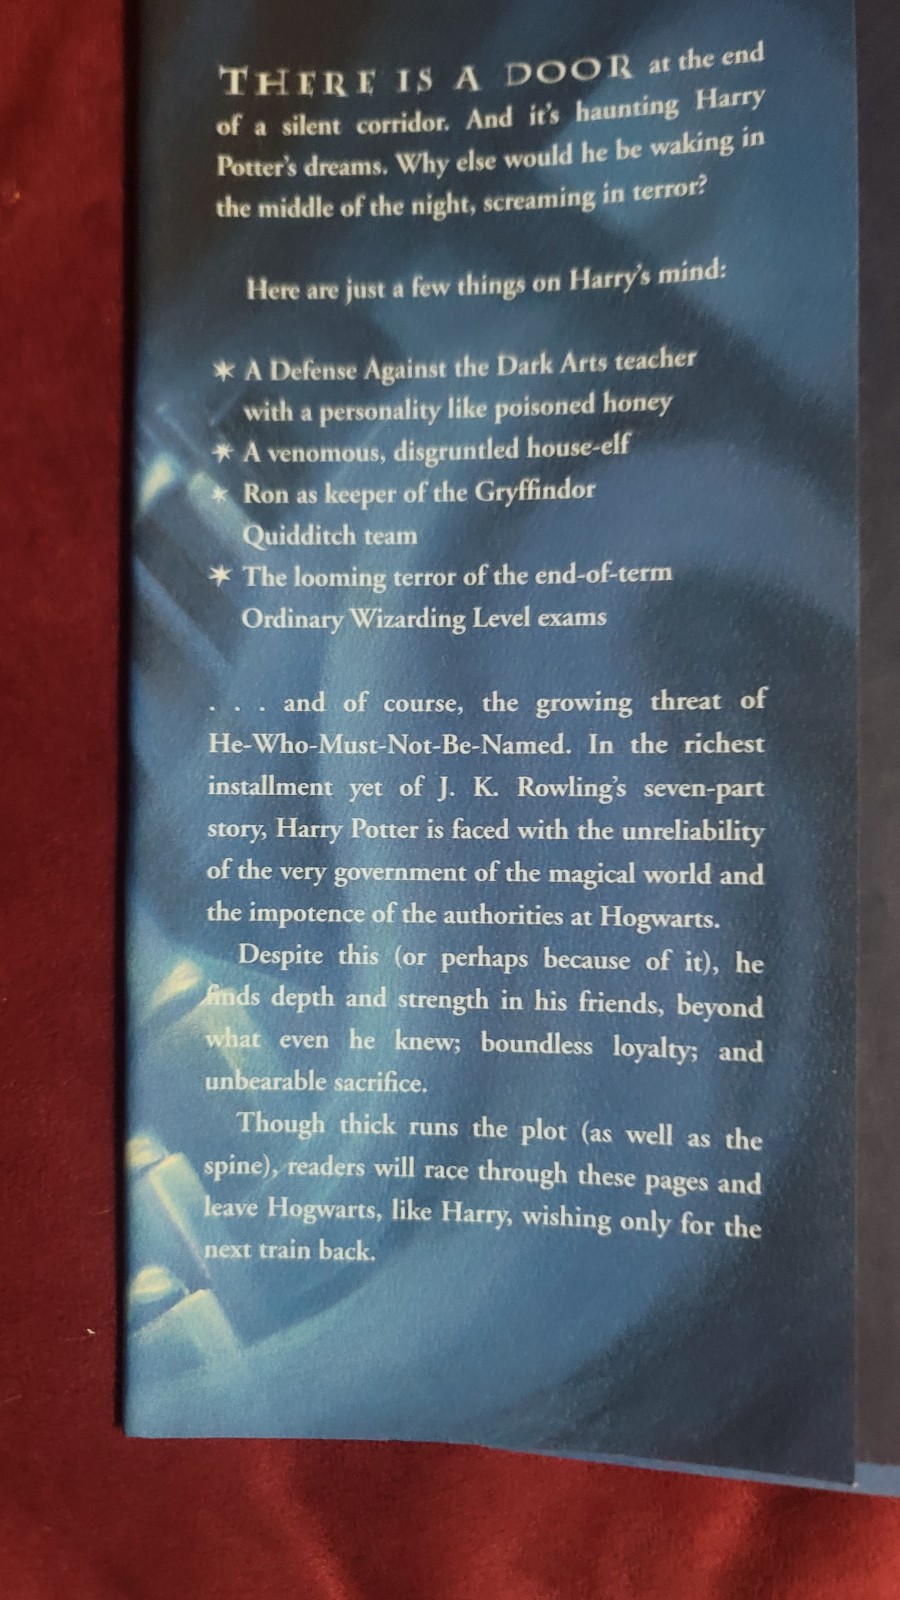 THERE IS A DOOR at the end
of a silent corridor. And it's haunting Harry
Potter's dreams. Why else would he be waking in
the middle of the night, screaming in terror?
Here are just a few things on Harry's mind:
✶ A Defense Against the Dark Arts teacher
with a personality like poisoned honey
✶ A venomous, disgruntled house-elf
✶ Ron as keeper of the Gryffindor
Quidditch team
✶ The looming terror of the end-of-term
Ordinary Wizarding Level exams
. . . and of course, the growing threat of
He-Who-Must-Not-Be-Named. In the richest
installment yet of J. K. Rowling's seven-part
story, Harry Potter is faced with the unreliability
of the very government of the magical world and
the impotence of the authorities at Hogwarts.
Despite this (or perhaps because of it), he
finds depth and strength in his friends, beyond
what even he knew; boundless loyalty; and
unbearable sacrifice.
Though thick runs the plot (as well as the
spine), readers will race through these pages and
leave Hogwarts, like Harry, wishing only for the
next train back.